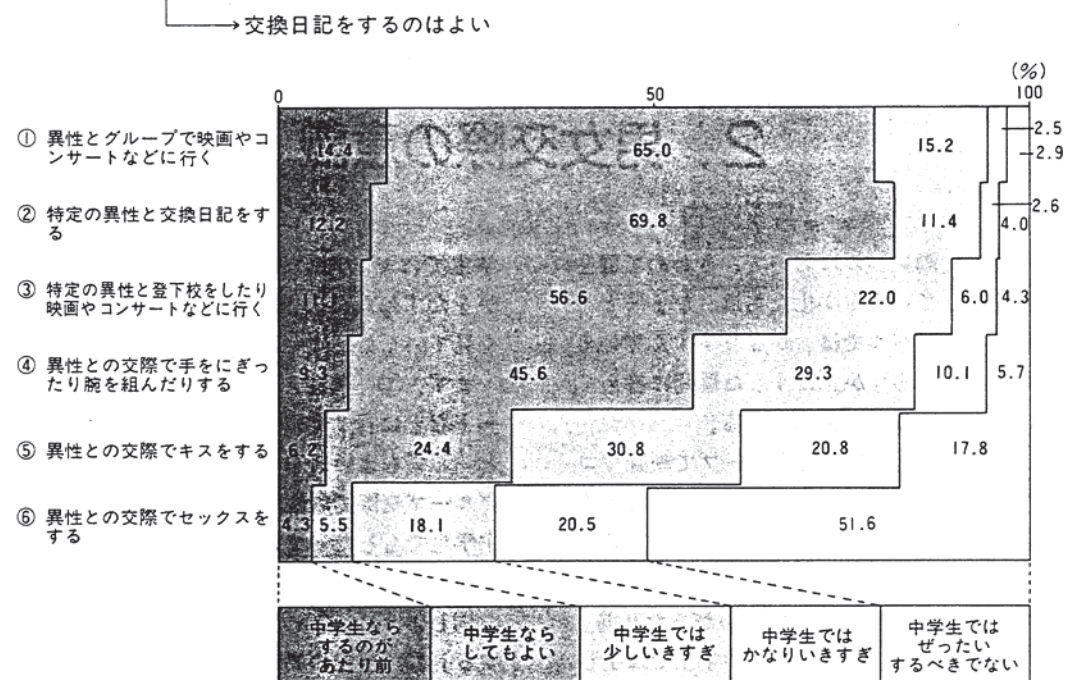 交換日記をするのはよい
(%)
0 50 100
① 異性とグループで映画やコ
ンサートなどに行く
14.4 65.0 15.2 2.5 2.9
② 特定の異性と交換日記をす
る
12.2 69.8 11.4 2.6 4.0
③ 特定の異性と登下校をしたり
映画やコンサートなどに行く
11.1 56.6 22.0 6.0 4.3
④ 異性との交際で手をにぎっ
たり腕を組んだりする
9.3 45.6 29.3 10.1 5.7
⑤ 異性との交際でキスをする
6.2 24.4 30.8 20.8 17.8
⑥ 異性との交際でセックスを
する
4.3 5.5 18.1 20.5 51.6
中学生なら
するのが
あたり前
中学生なら
してもよい
中学生では
少しいきすぎ
中学生では
かなりいきすぎ
中学生では
ぜったい
するべきでない